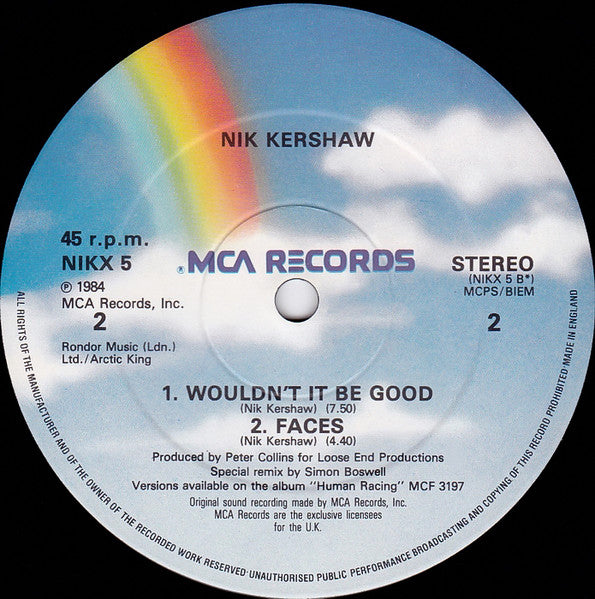 NIK KERSHAW
45 r.p.m.
NIKX 5
® MCA RECORDS
STEREO
(NIKX 5 B*)
MCPS/BIEM
℗ 1984
MCA Records, Inc.
2
2
Rondor Music (Ldn.)
Ltd./Arctic King
1. WOULDN'T IT BE GOOD
(Nik Kershaw) (7.50)
2. FACES
(Nik Kershaw) (4.40)
Produced by Peter Collins for Loose End Productions
Special remix by Simon Boswell
Versions available on the album "Human Racing" MCF 3197
Original sound recording made by MCA Records, Inc.
MCA Records are the exclusive licensees
for the U.K.
ALL RIGHTS OF THE MANUFACTURER AND OF THE OWNER OF THE RECORDED WORK RESERVED·UNAUTHORISED PUBLIC PERFORMANCE BROADCASTING AND COPYING OF THIS RECORD PROHIBITED·MADE IN ENGLAND